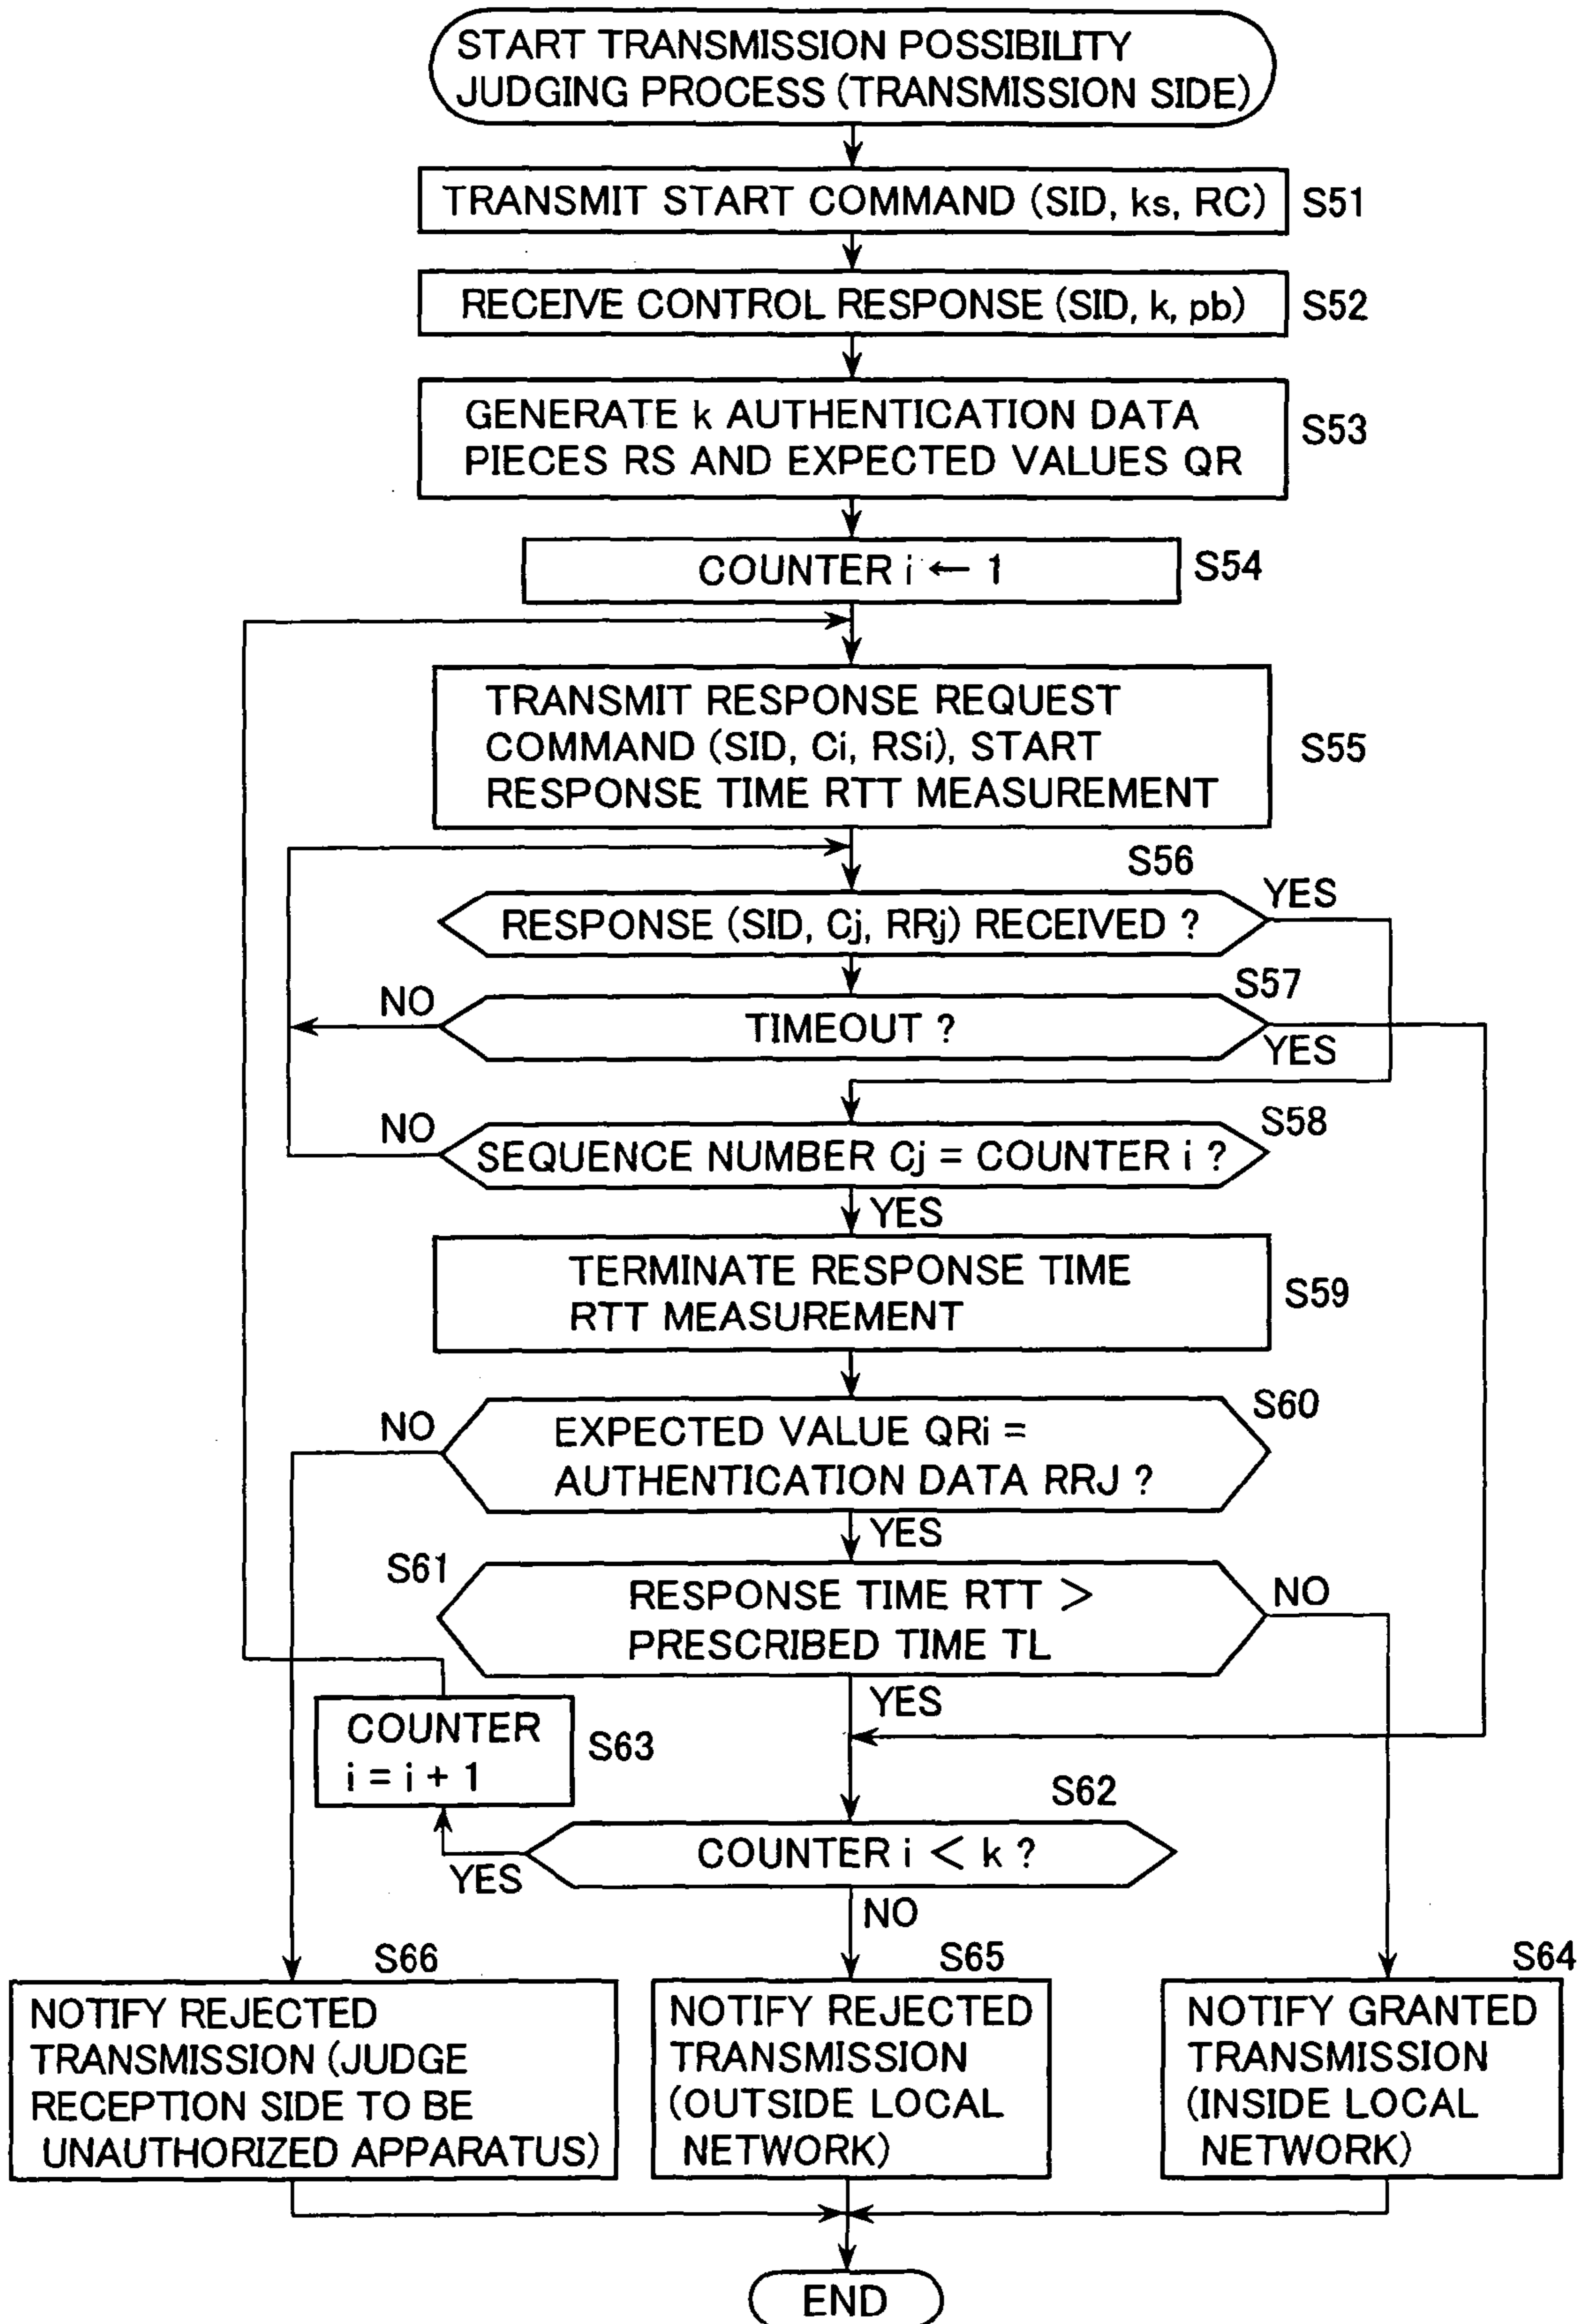 START TRANSMISSION POSSIBILITY
JUDGING PROCESS (TRANSMISSION SIDE)
TRANSMIT START COMMAND (SID, ks, RC)
S51
RECEIVE CONTROL RESPONSE (SID, k, pb)
S52
GENERATE k AUTHENTICATION DATA
PIECES RS AND EXPECTED VALUES QR
S53
COUNTER i ← 1
S54
TRANSMIT RESPONSE REQUEST
COMMAND (SID, Ci, RSi), START
RESPONSE TIME RTT MEASUREMENT
S55
S56
RESPONSE (SID, Cj, RRj) RECEIVED ?
YES
S57
NO
TIMEOUT ?
YES
S58
NO
SEQUENCE NUMBER Cj = COUNTER i ?
YES
TERMINATE RESPONSE TIME
RTT MEASUREMENT
S59
S60
NO
EXPECTED VALUE QRi =
AUTHENTICATION DATA RRJ ?
YES
S61
RESPONSE TIME RTT >
PRESCRIBED TIME TL
NO
YES
COUNTER
i = i + 1
S63
S62
COUNTER i < k ?
YES
NO
S66
NOTIFY REJECTED
TRANSMISSION (JUDGE
RECEPTION SIDE TO BE
UNAUTHORIZED APPARATUS)
S65
NOTIFY REJECTED
TRANSMISSION
(OUTSIDE LOCAL
NETWORK)
S64
NOTIFY GRANTED
TRANSMISSION
(INSIDE LOCAL
NETWORK)
END